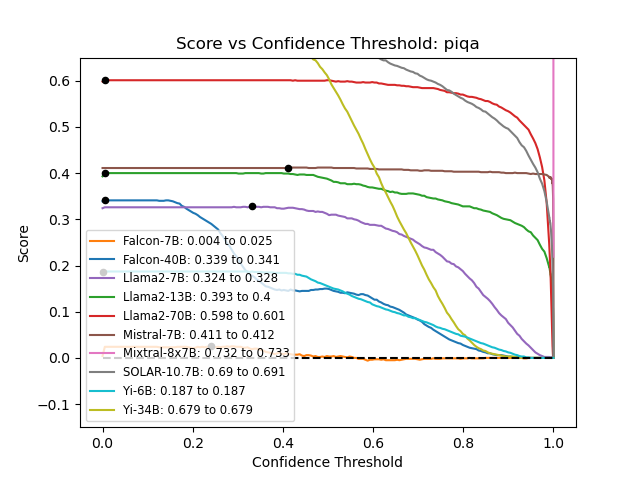 Score vs Confidence Threshold: piqa
0.6
0.5
0.4
0.3
0.2
0.1
0.0
−0.1
Score
Falcon-7B: 0.004 to 0.025
Falcon-40B: 0.339 to 0.341
Llama2-7B: 0.324 to 0.328
Llama2-13B: 0.393 to 0.4
Llama2-70B: 0.598 to 0.601
Mistral-7B: 0.411 to 0.412
Mixtral-8x7B: 0.732 to 0.733
SOLAR-10.7B: 0.69 to 0.691
Yi-6B: 0.187 to 0.187
Yi-34B: 0.679 to 0.679
0.0 0.2 0.4 0.6 0.8 1.0
Confidence Threshold